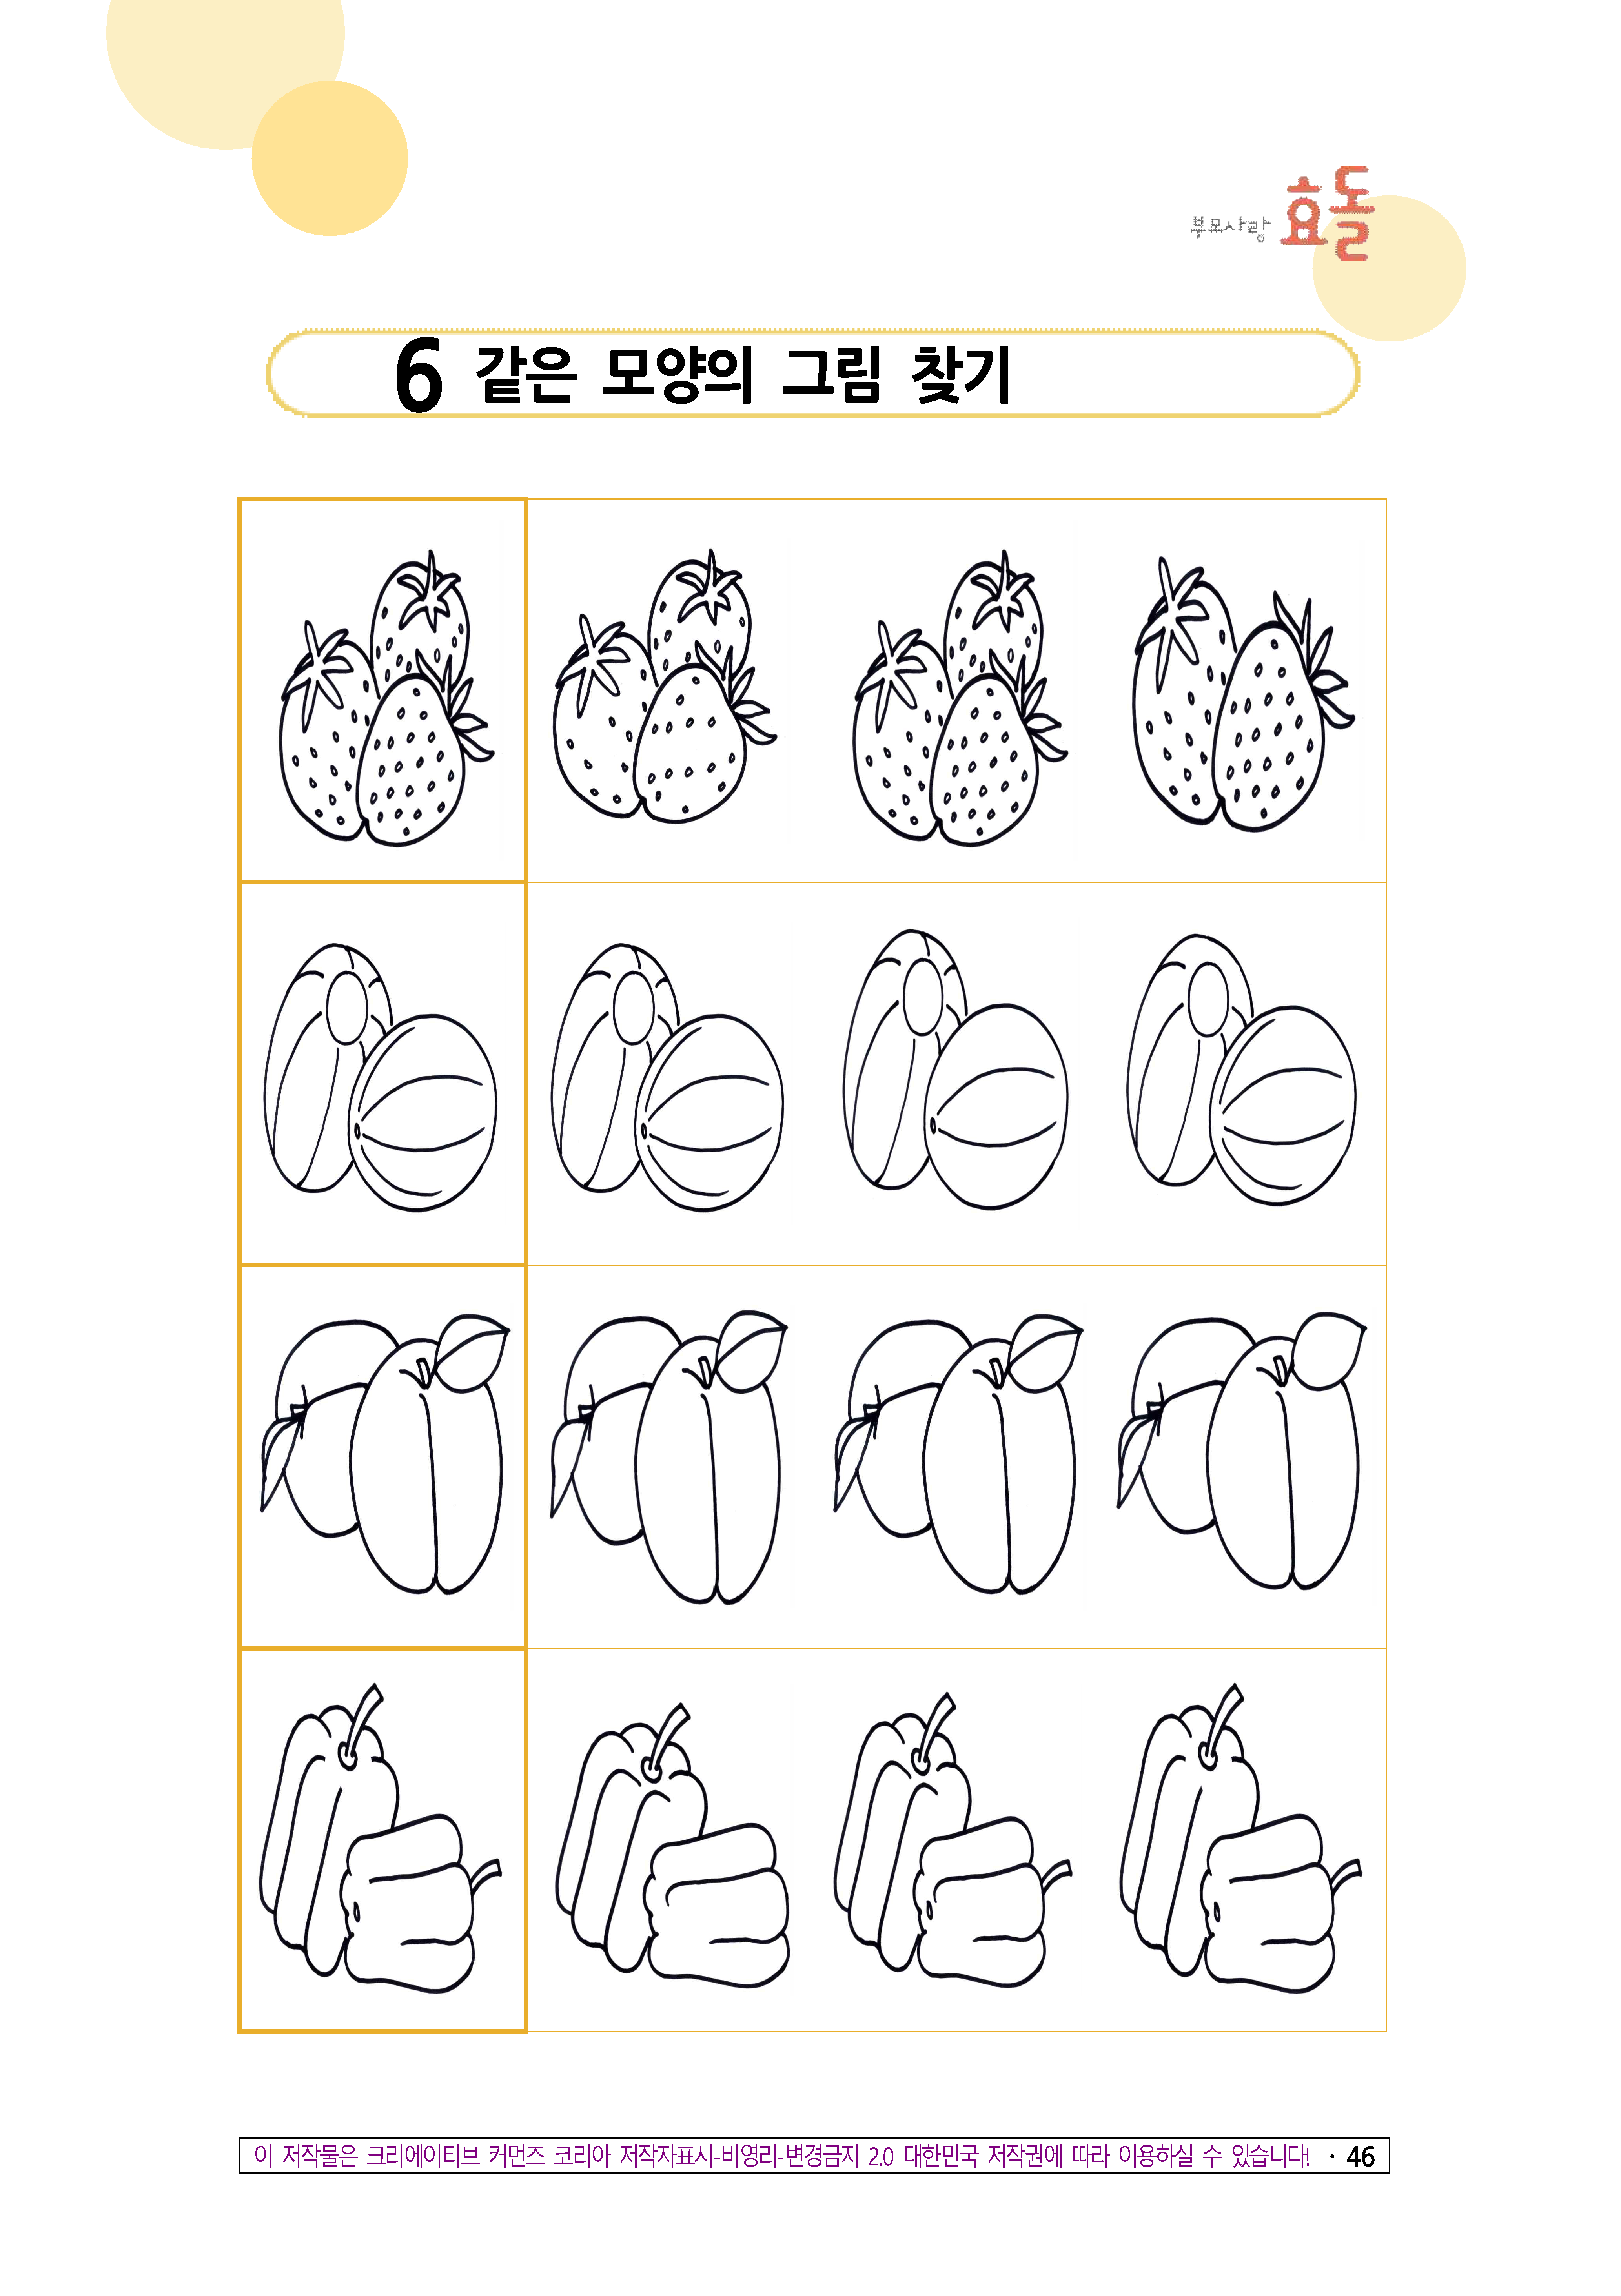 부모사랑 효돌
6 같은 모양의 그림 찾기
이 저작물은 크리에이티브 커먼즈 코리아 저작자표시-비영리-변경금지 2.0 대한민국 저작권에 따라 이용하실 수 있습니다! · 46